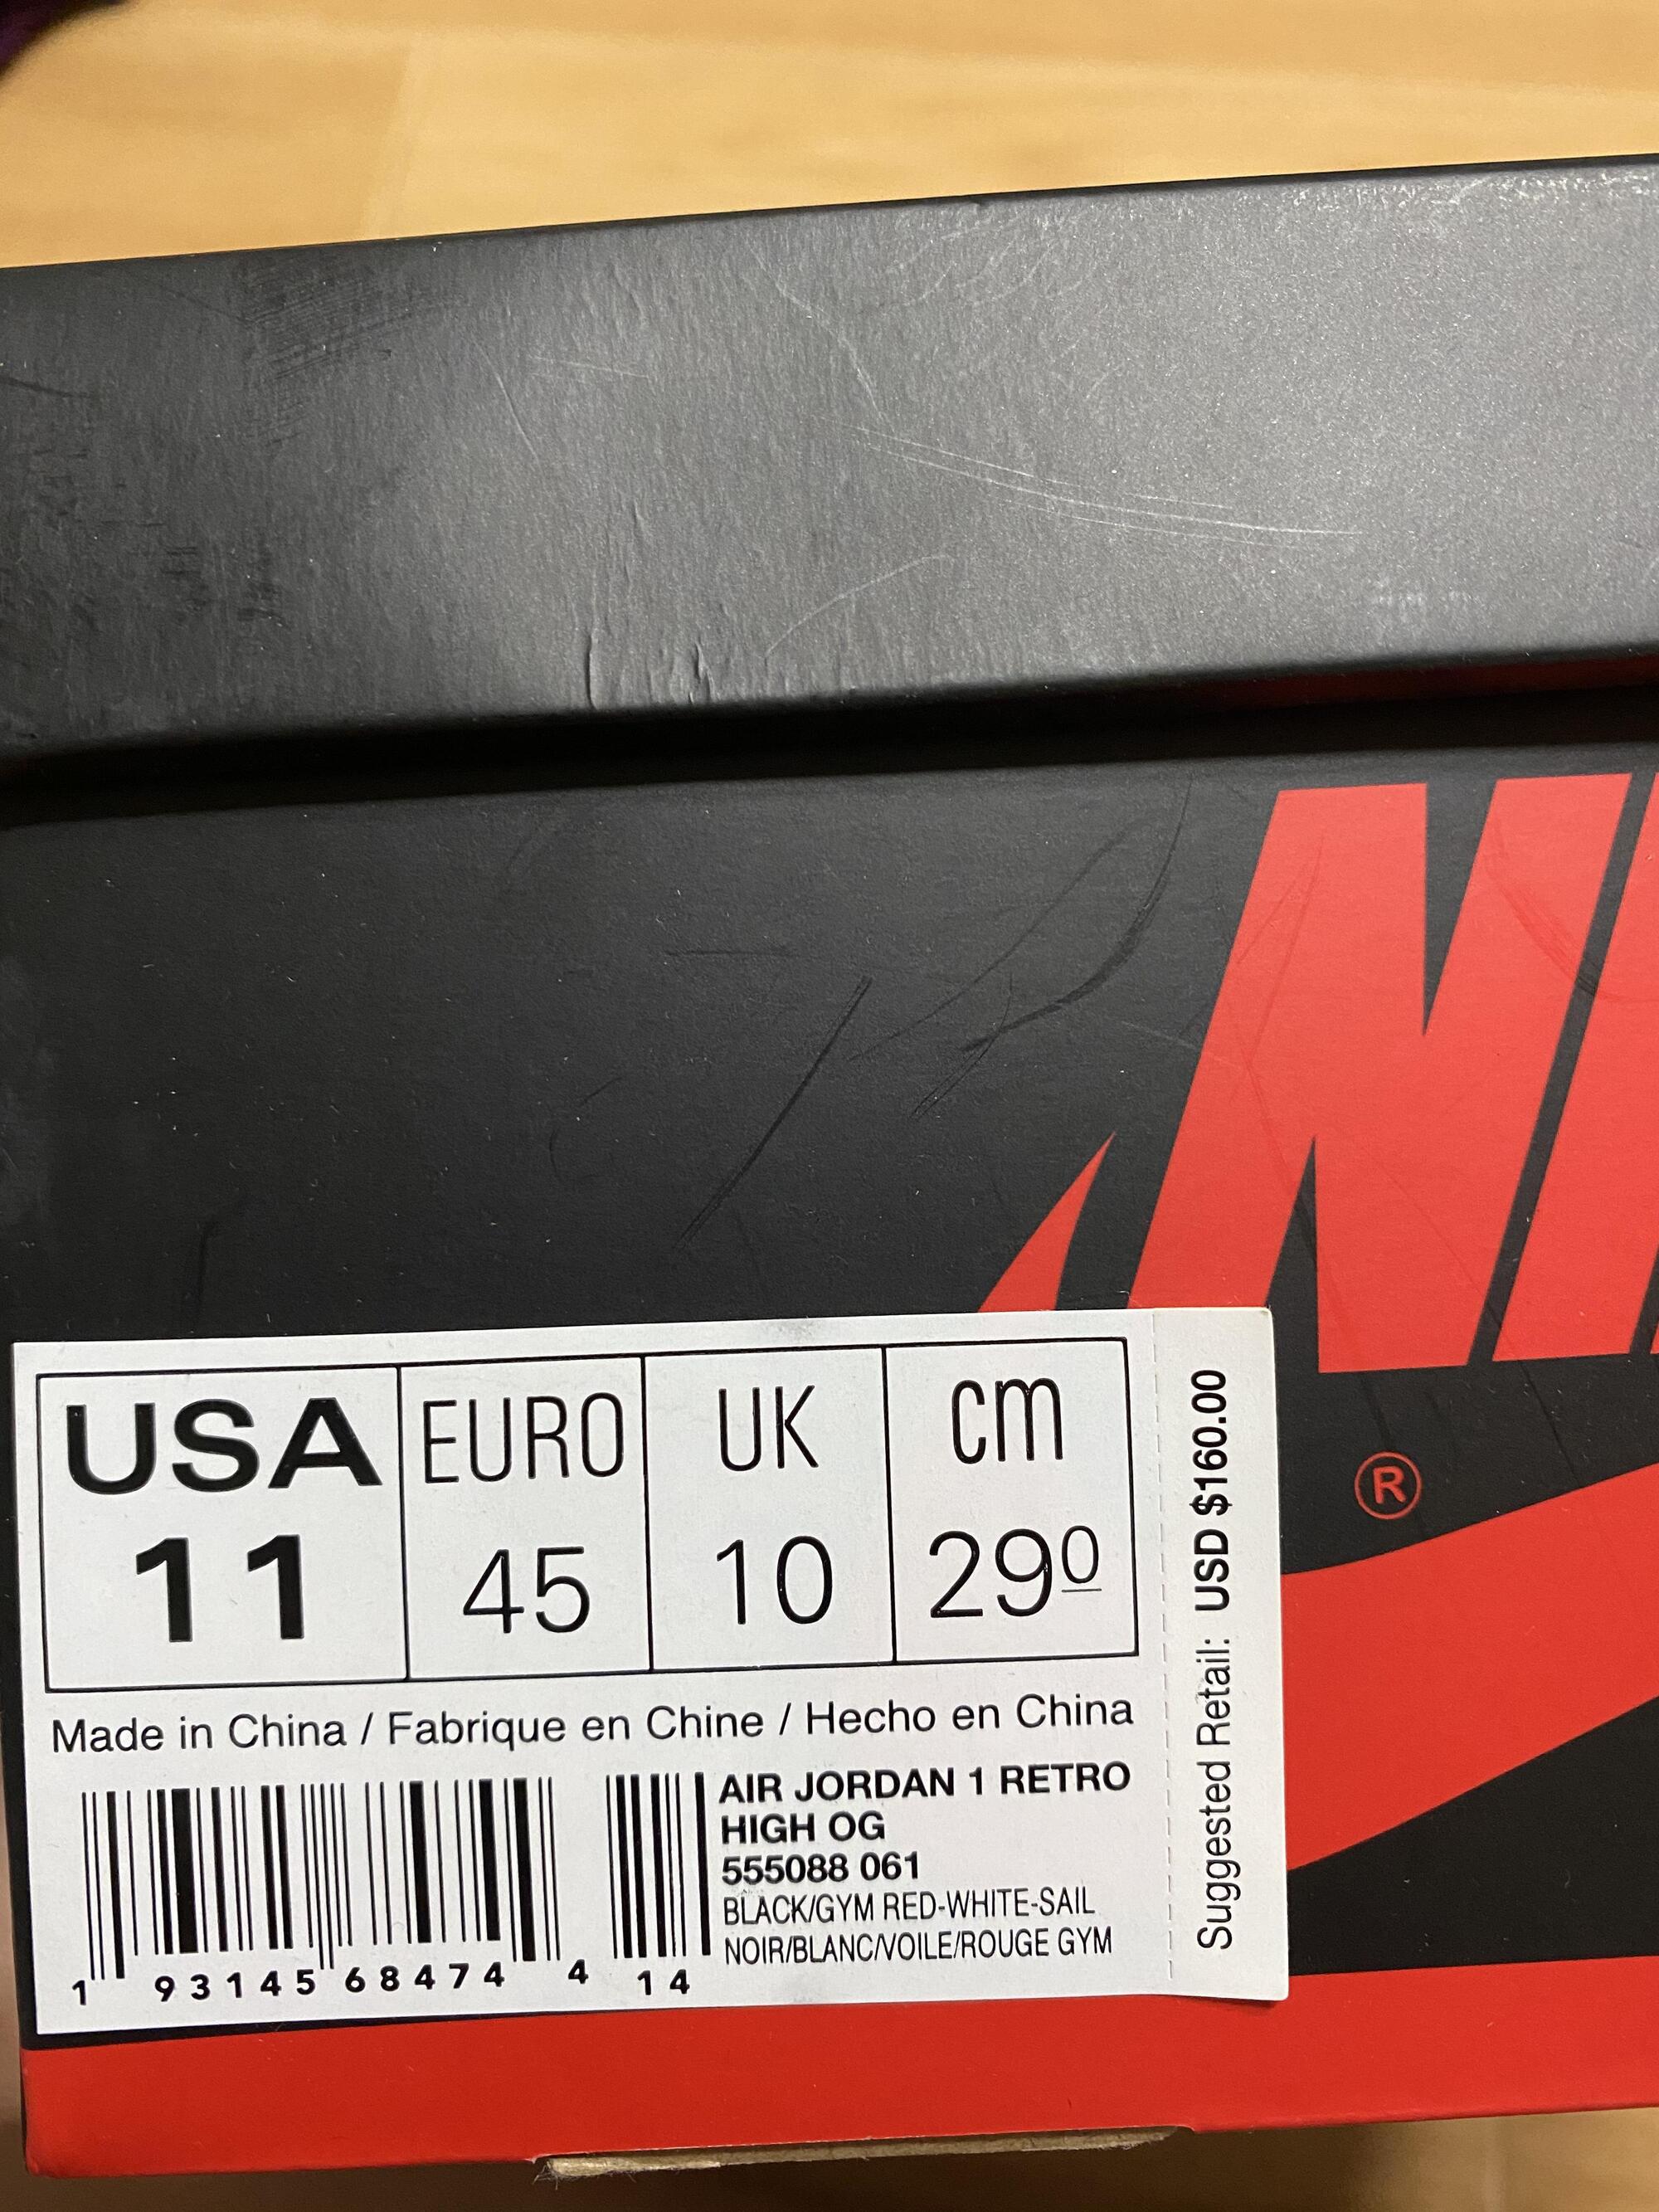 NI
®
USA EURO UK cm
11 45 10 290
Made in China / Fabrique en Chine / Hecho en China
AIR JORDAN 1 RETRO
HIGH OG
555088 061
BLACK/GYM RED-WHITE-SAIL
NOIR/BLANC/VOILE/ROUGE GYM
1 93145 68474 4 14
Suggested Retail: USD $160.00